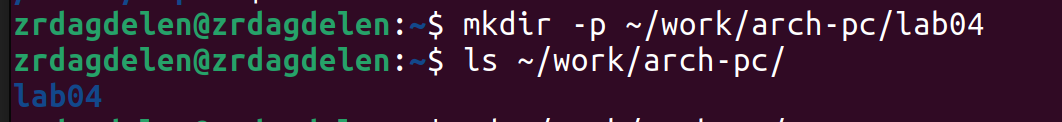 zrdagdelen@zrdagdelen:~$ mkdir -p ~/work/arch-pc/lab04
zrdagdelen@zrdagdelen:~$ ls ~/work/arch-pc/
lab04